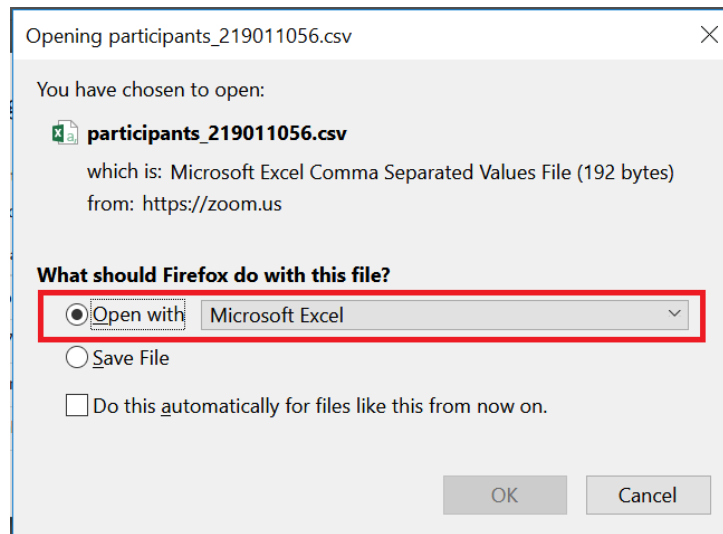 Opening participants_219011056.csv
You have chosen to open:
participants_219011056.csv
which is: Microsoft Excel Comma Separated Values File (192 bytes)
from: https://zoom.us
What should Firefox do with this file?
Open with Microsoft Excel
Save File
Do this automatically for files like this from now on.
OK Cancel